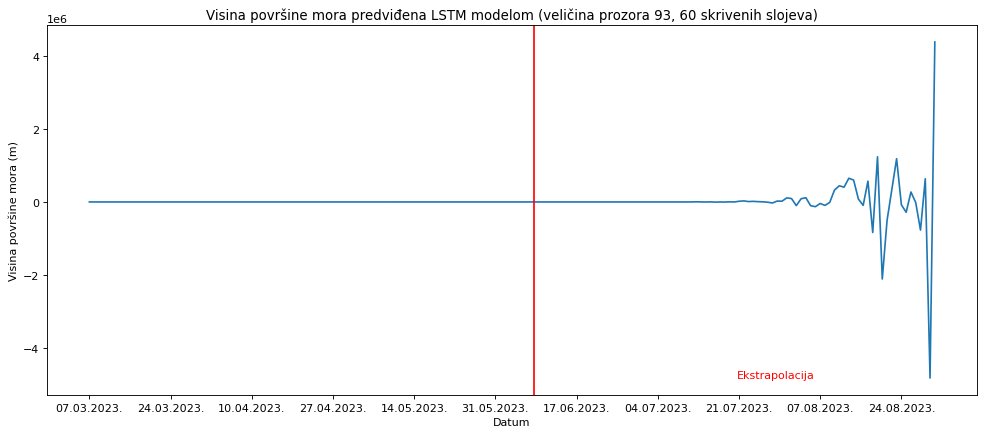 Visina površine mora predviđena LSTM modelom (veličina prozora 93, 60 skrivenih slojeva)
1e6
4
2
0
−2
−4
Visina površine mora (m)
Ekstrapolacija
07.03.2023. 24.03.2023. 10.04.2023. 27.04.2023. 14.05.2023. 31.05.2023. 17.06.2023. 04.07.2023. 21.07.2023. 07.08.2023. 24.08.2023.
Datum